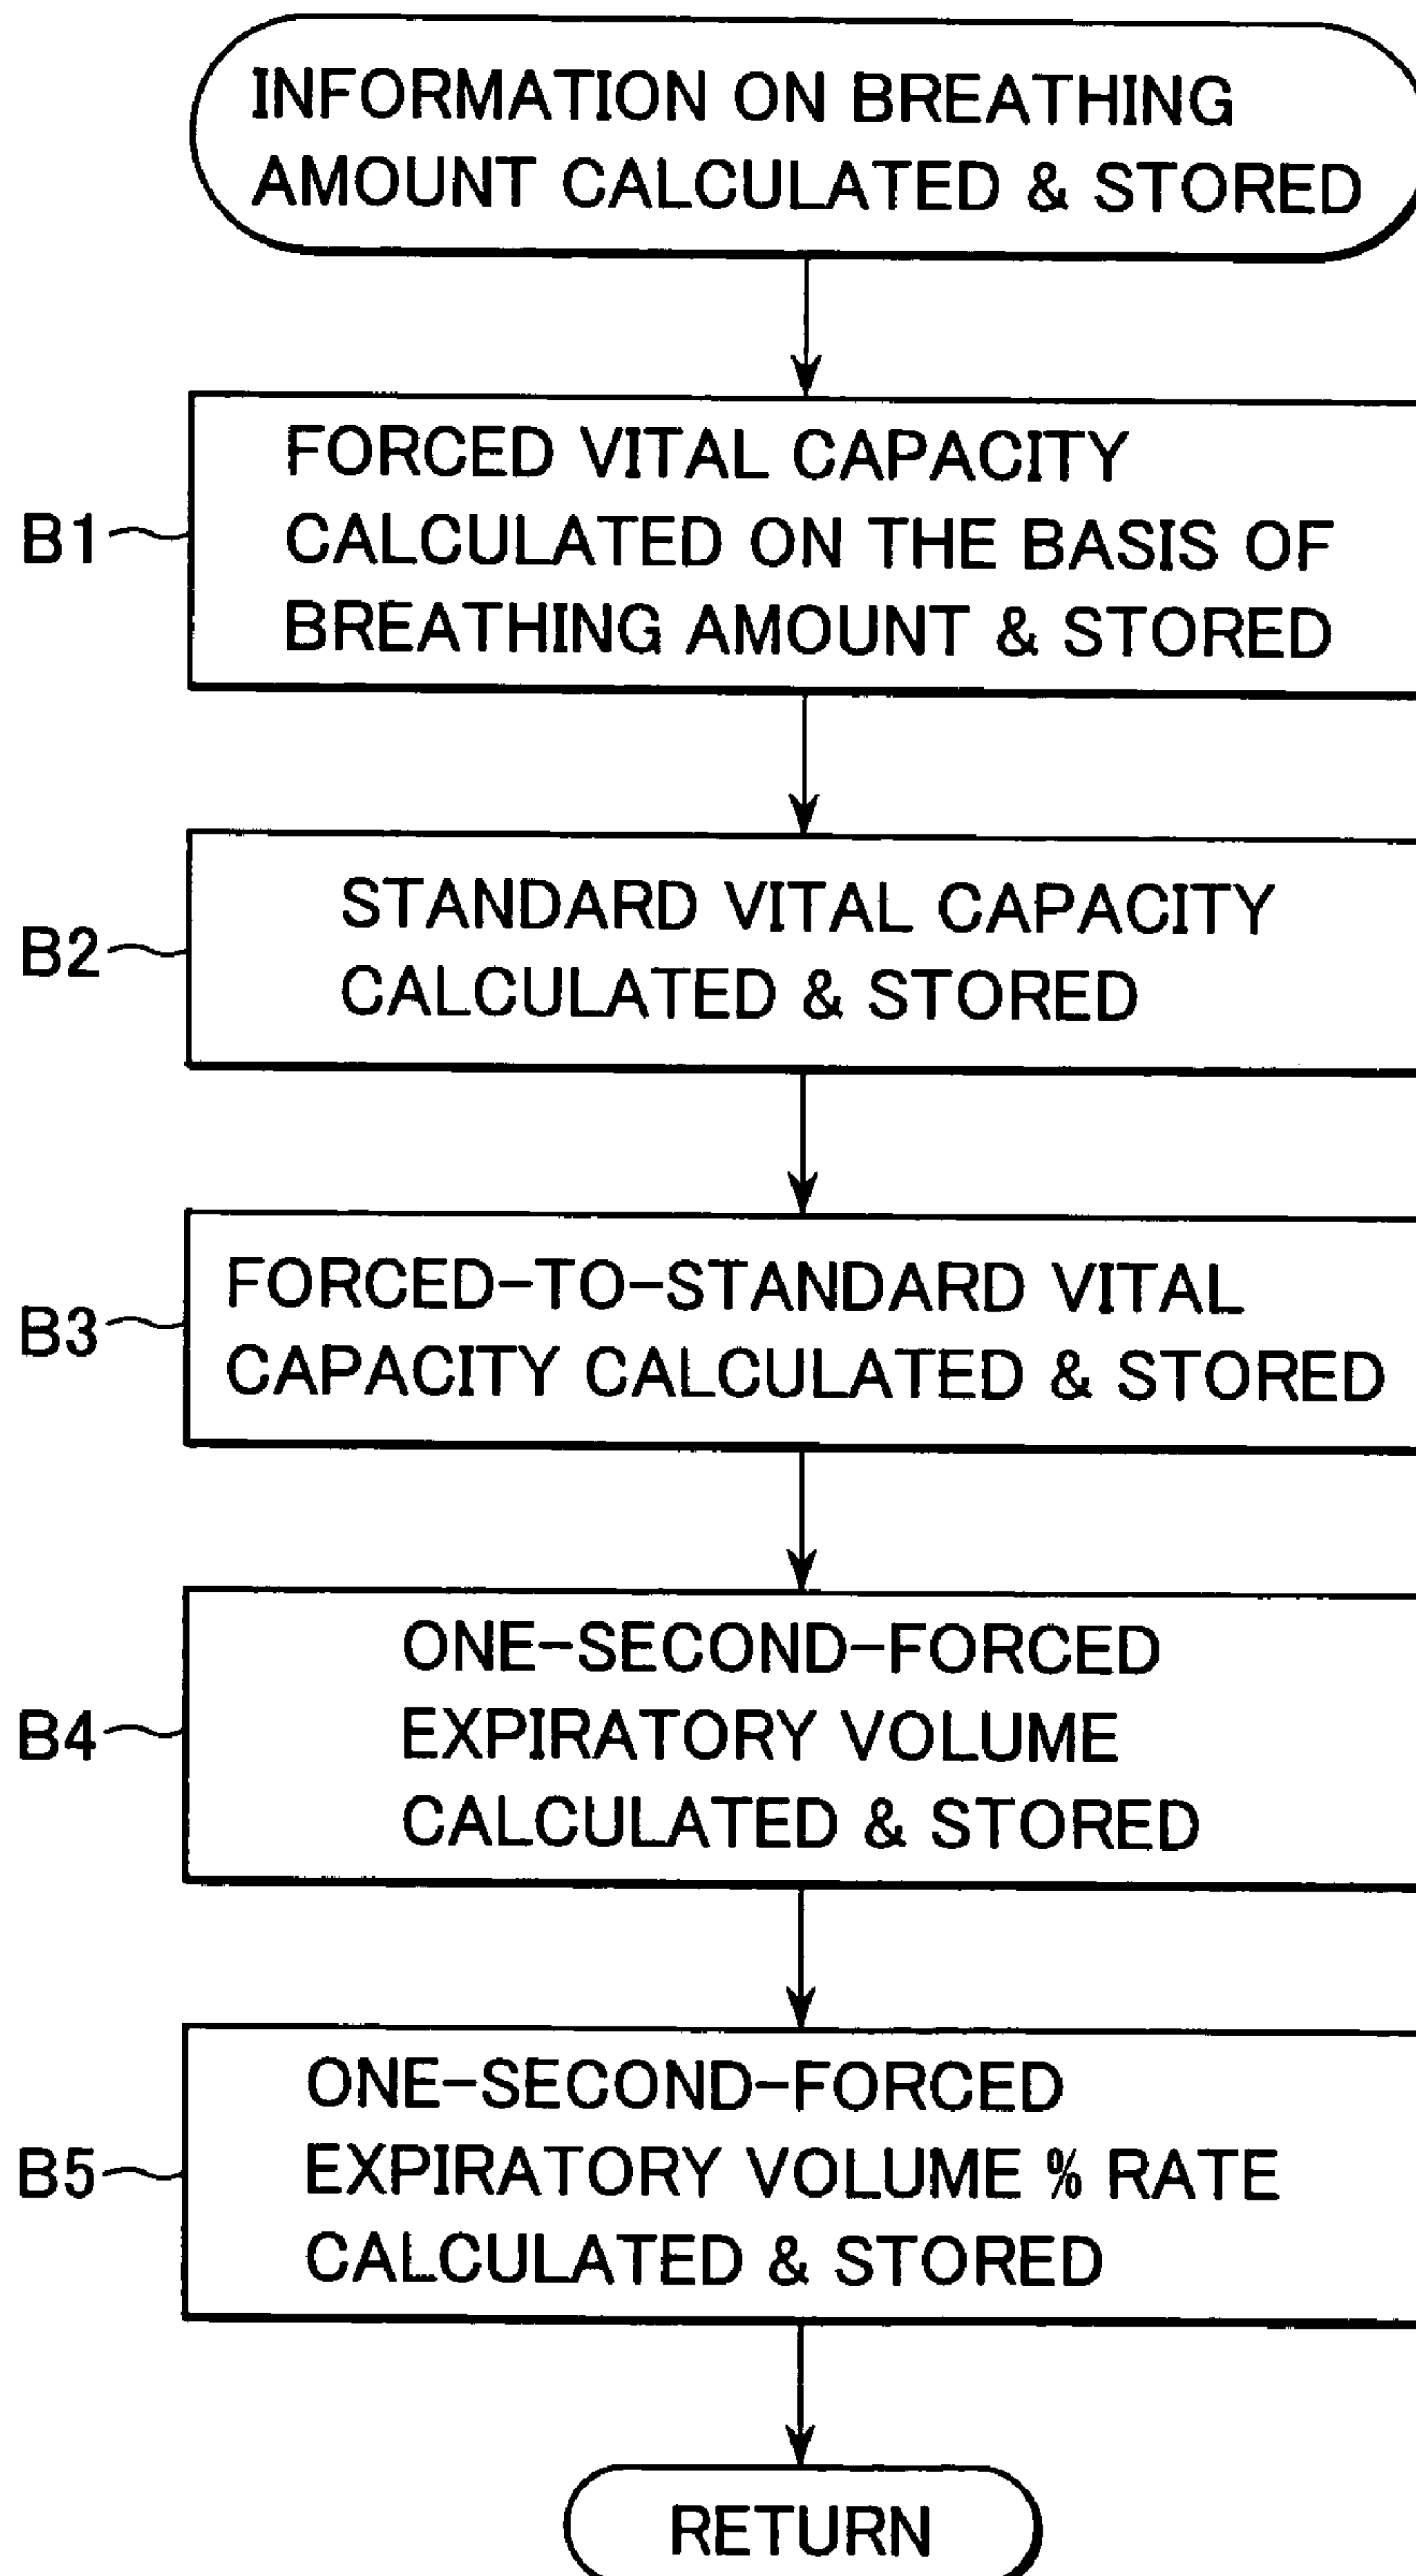 INFORMATION ON BREATHING
AMOUNT CALCULATED & STORED
B1
FORCED VITAL CAPACITY
CALCULATED ON THE BASIS OF
BREATHING AMOUNT & STORED
B2
STANDARD VITAL CAPACITY
CALCULATED & STORED
B3
FORCED-TO-STANDARD VITAL
CAPACITY CALCULATED & STORED
B4
ONE-SECOND-FORCED
EXPIRATORY VOLUME
CALCULATED & STORED
B5
ONE-SECOND-FORCED
EXPIRATORY VOLUME % RATE
CALCULATED & STORED
RETURN